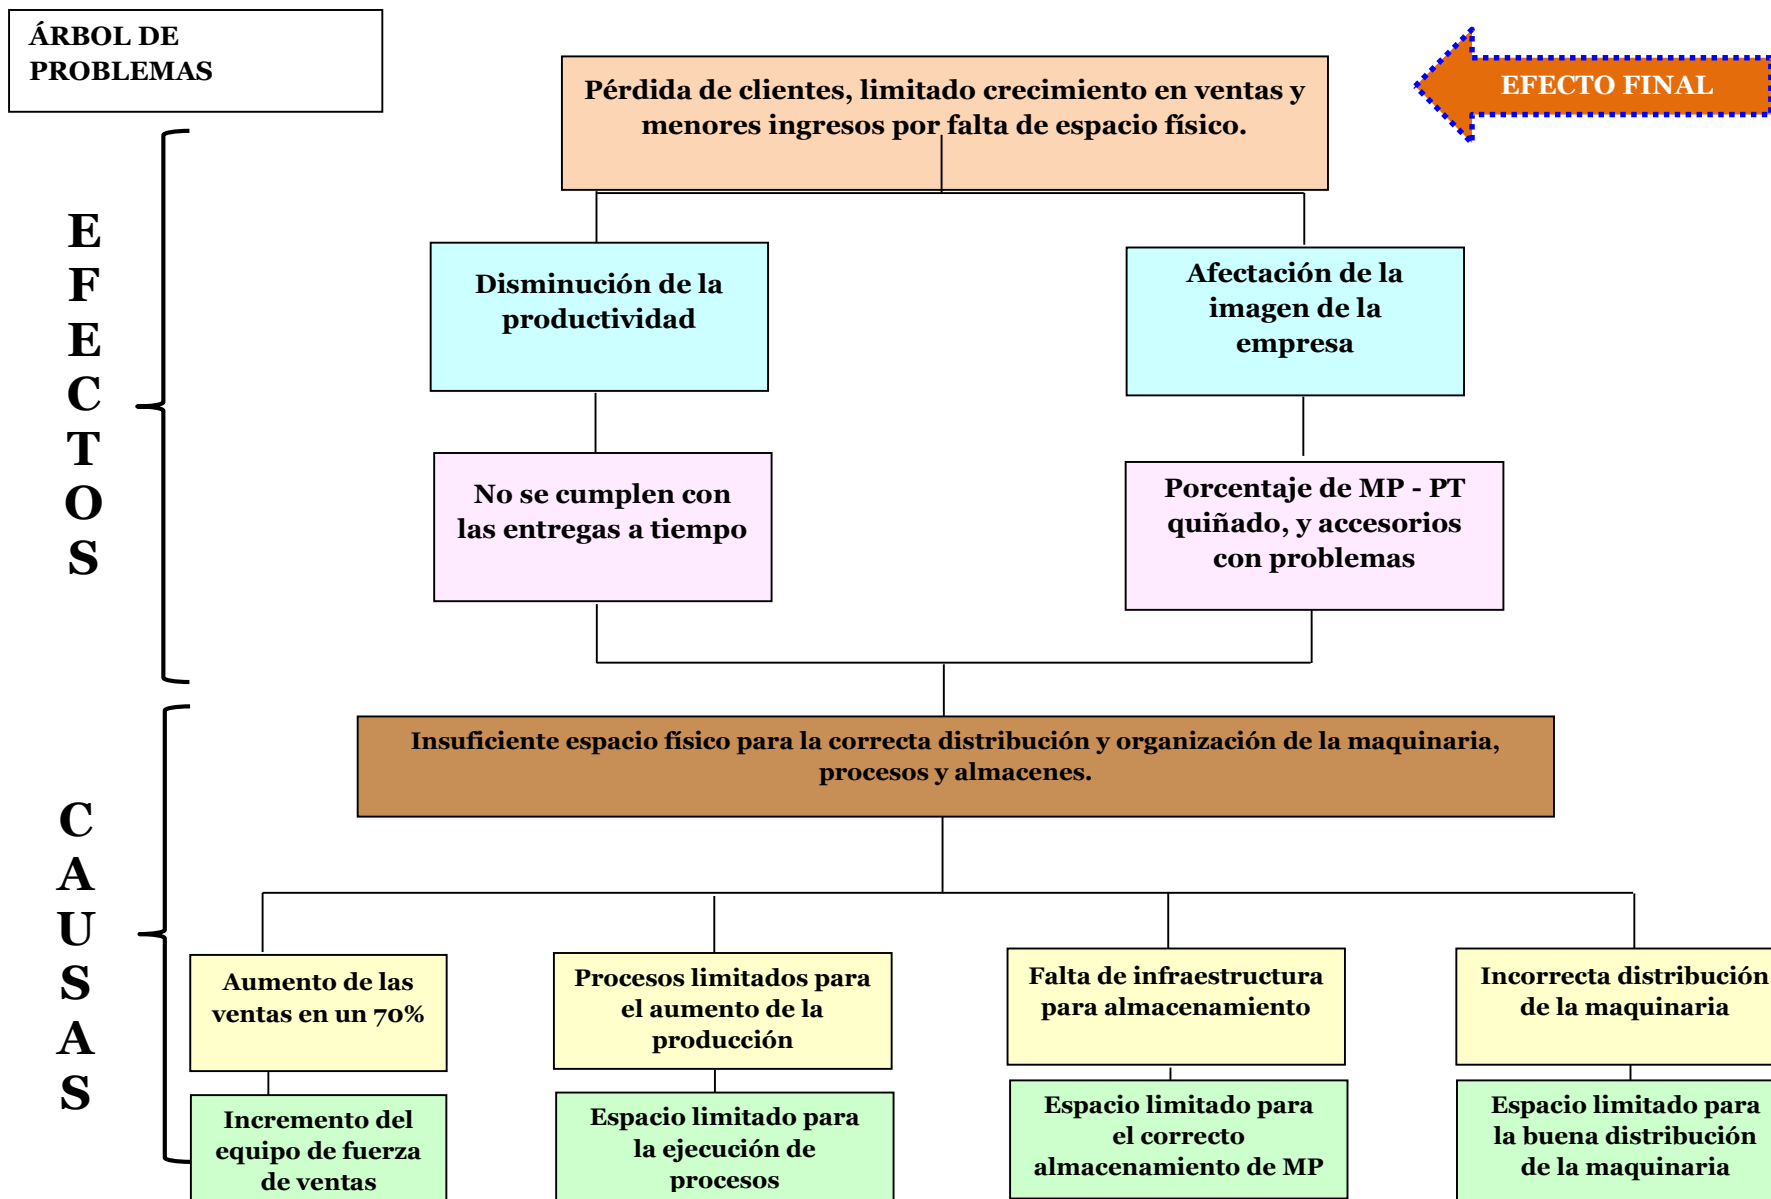 ÁRBOL DE
PROBLEMAS
Pérdida de clientes, limitado crecimiento en ventas y
menores ingresos por falta de espacio físico.
EFECTO FINAL
E
F
E
C
T
O
S
Disminución de la
productividad
Afectación de la
imagen de la
empresa
No se cumplen con
las entregas a tiempo
Porcentaje de MP - PT
quiñado, y accesorios
con problemas
Insuficiente espacio físico para la correcta distribución y organización de la maquinaria,
procesos y almacenes.
C
A
U
S
A
S
Aumento de las
ventas en un 70%
Procesos limitados para
el aumento de la
producción
Falta de infraestructura
para almacenamiento
Incorrecta distribución
de la maquinaria
Incremento del
equipo de fuerza
de ventas
Espacio limitado para
la ejecución de
procesos
Espacio limitado para
el correcto
almacenamiento de MP
Espacio limitado para
la buena distribución
de la maquinaria